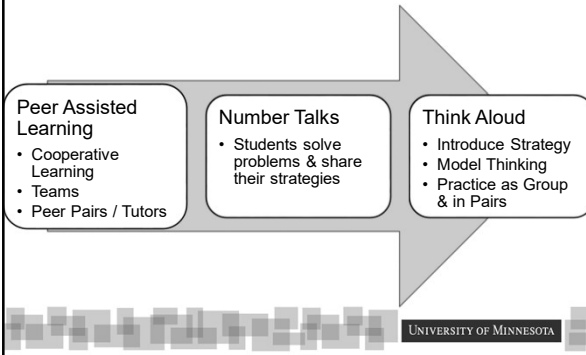 Peer Assisted
Learning
• Cooperative
Learning
• Teams
• Peer Pairs / Tutors
Number Talks
• Students solve
problems & share
their strategies
Think Aloud
• Introduce Strategy
• Model Thinking
• Practice as Group
& in Pairs
UNIVERSITY OF MINNESOTA